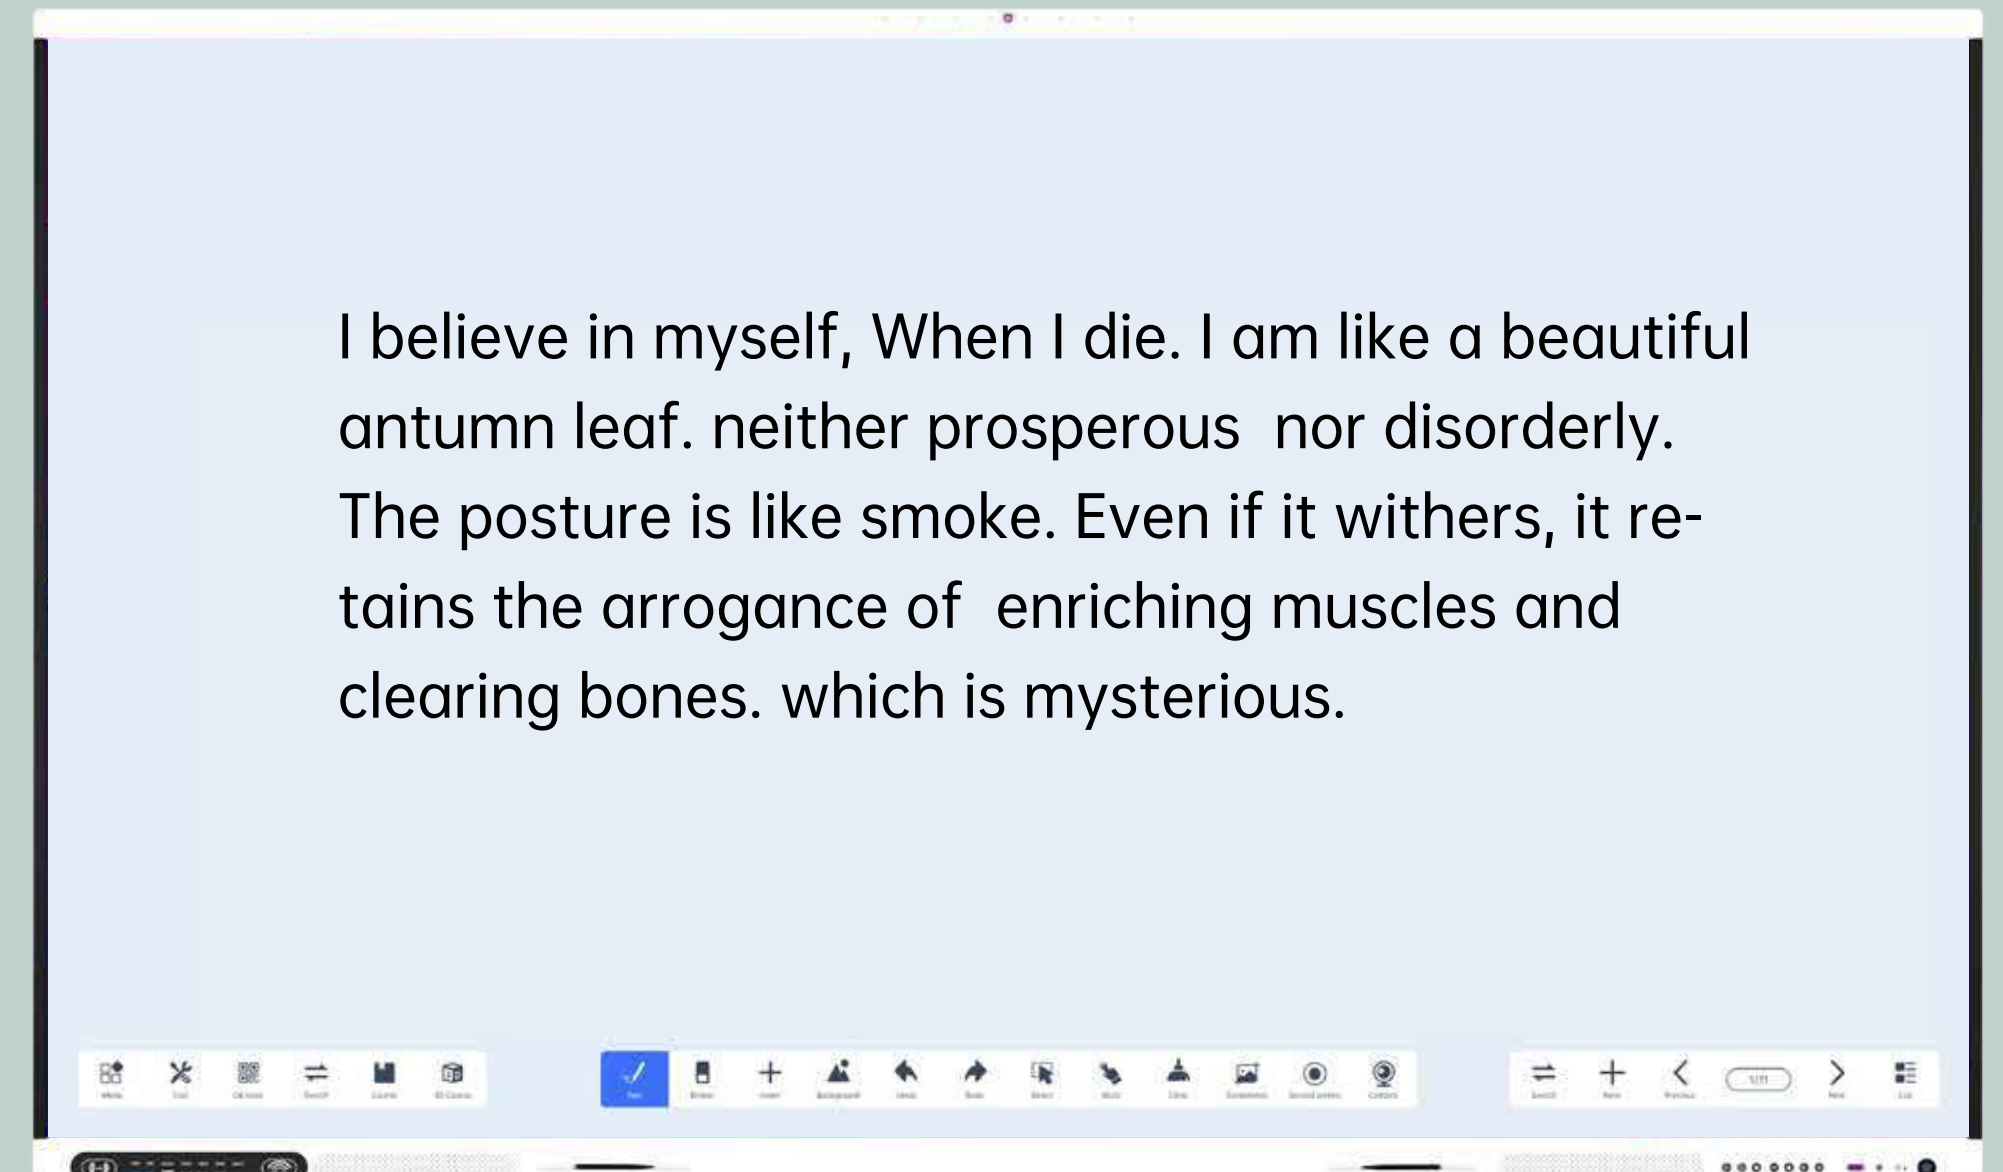 I believe in myself, When I die. I am like a beautiful
antumn leaf. neither prosperous  nor disorderly.
The posture is like smoke. Even if it withers, it re-
tains the arrogance of  enriching muscles and
clearing bones. which is mysterious.